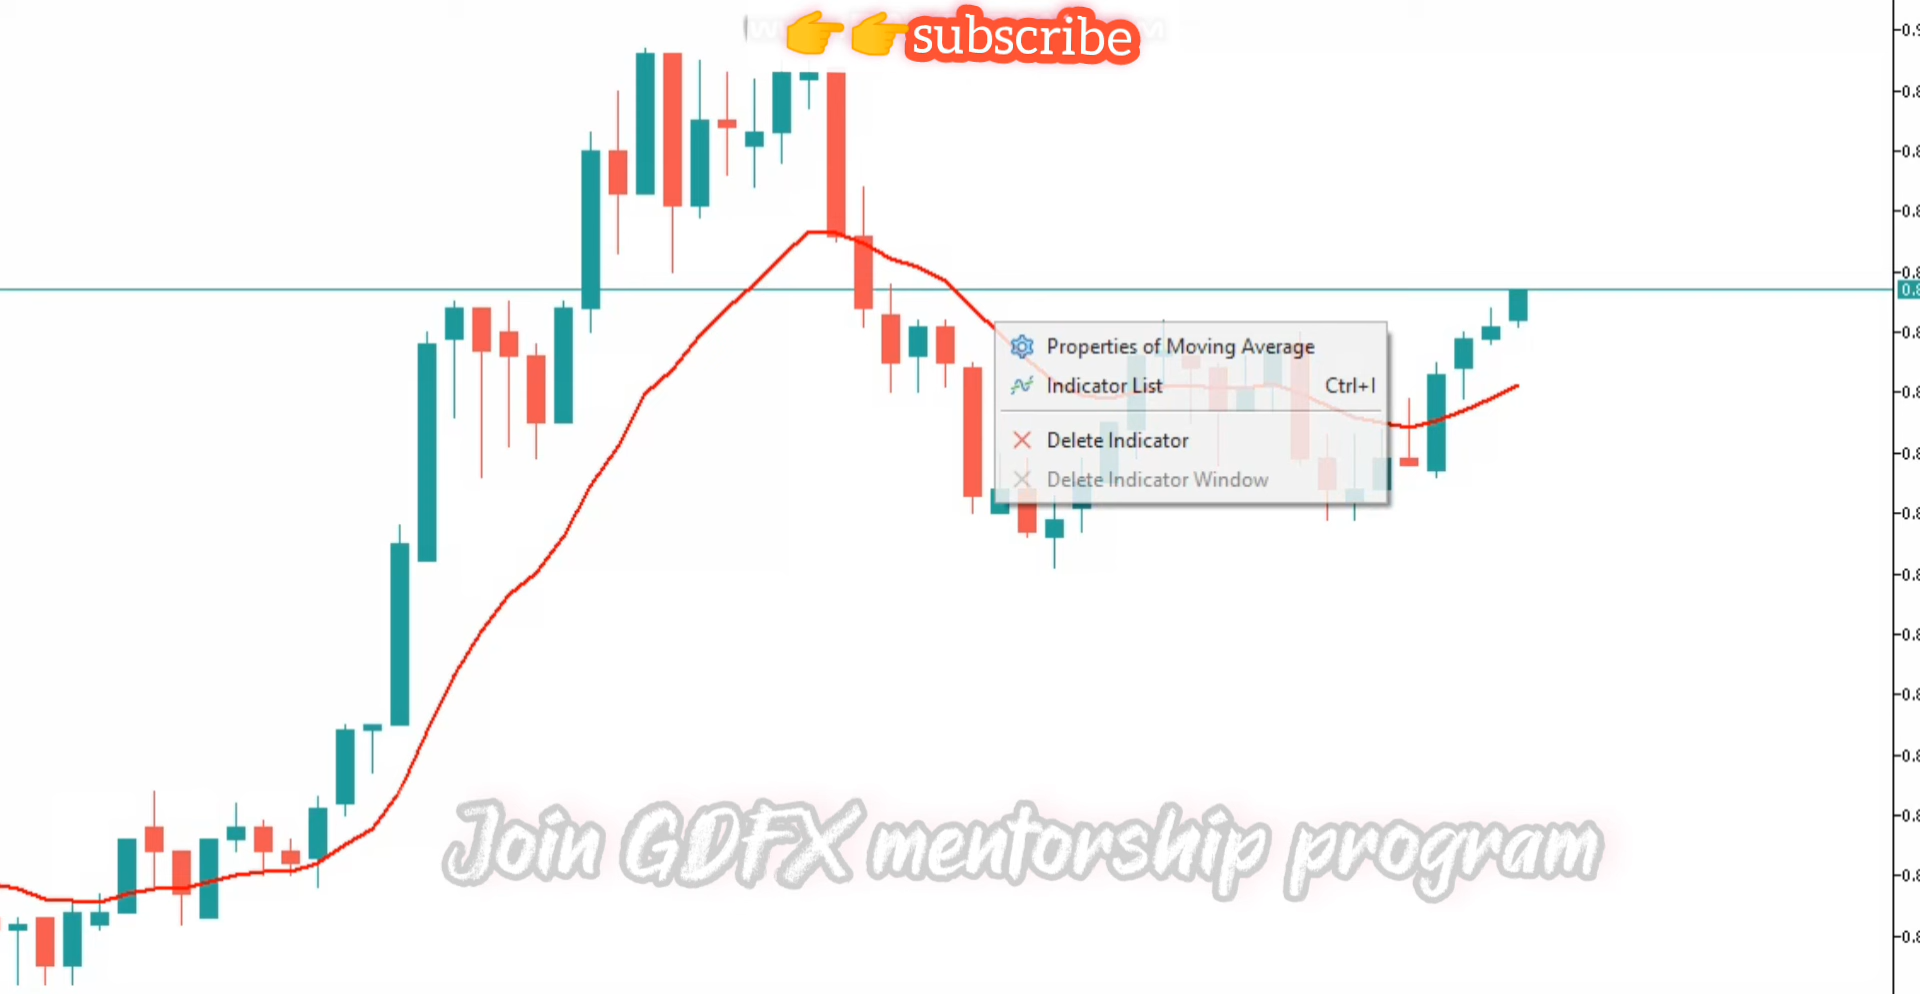 👉👉subscribe
Properties of Moving Average
Indicator List Ctrl+I
Delete Indicator
Delete Indicator Window
Join GDFX mentorship program